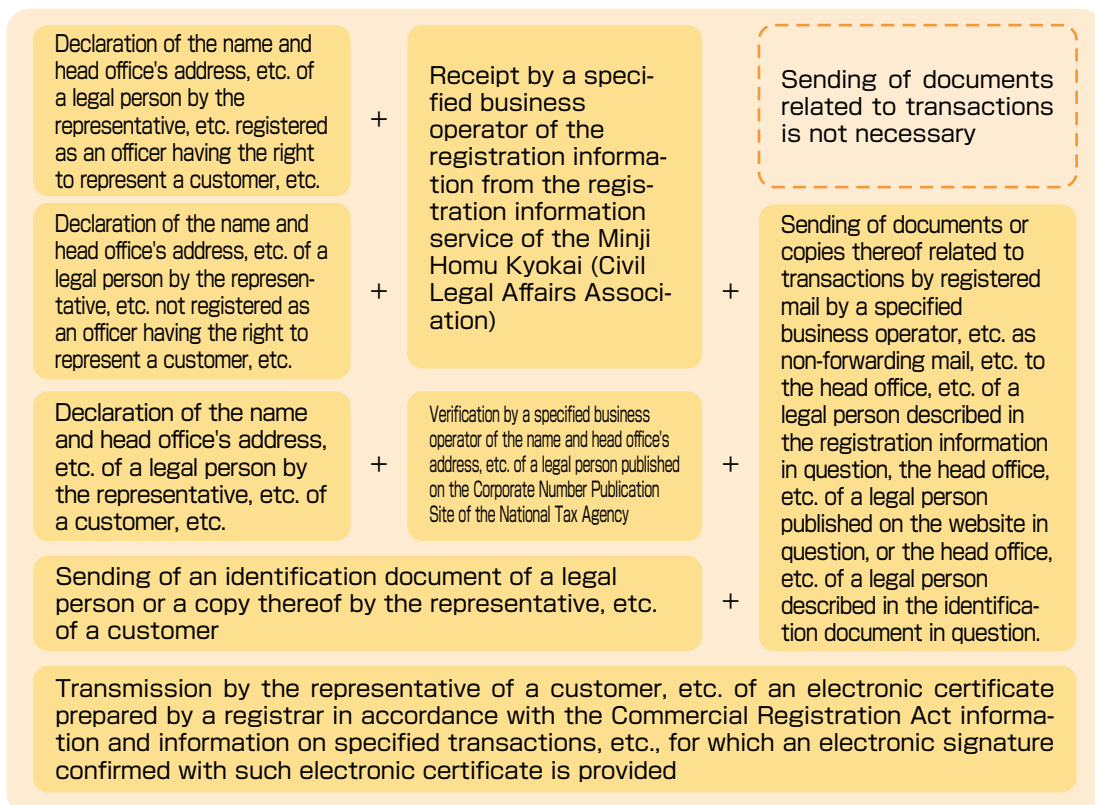 Declaration of the name and
head office's address, etc. of
a legal person by the
representative, etc. registered
as an officer having the right
to represent a customer, etc.
+
Receipt by a speci-
fied business
operator of the
registration informa-
tion from the regis-
tration information
service of the Minji
Homu Kyokai (Civil
Legal Affairs Associ-
ation)
Sending of documents
related to transactions
is not necessary
Declaration of the name and
head office's address, etc. of a
legal person by the represen-
tative, etc. not registered as
an officer having the right to
represent a customer, etc.
+
+
Sending of documents or
copies thereof related to
transactions by registered
mail by a specified
business operator, etc. as
non-forwarding mail, etc. to
the head office, etc. of a
legal person described in
the registration information
in question, the head office,
etc. of a legal person
published on the website in
question, or the head office,
etc. of a legal person
described in the identifica-
tion document in question.
Declaration of the name
and head office's address,
etc. of a legal person by
the representative, etc. of
a customer, etc.
+
Verification by a specified business
operator of the name and head office's
address, etc. of a legal person published
on the Corporate Number Publication
Site of the National Tax Agency
+
Sending of an identification document of a legal
person or a copy thereof by the representative, etc.
of a customer
+
Transmission by the representative of a customer, etc. of an electronic certificate
prepared by a registrar in accordance with the Commercial Registration Act informa-
tion and information on specified transactions, etc., for which an electronic signature
confirmed with such electronic certificate is provided